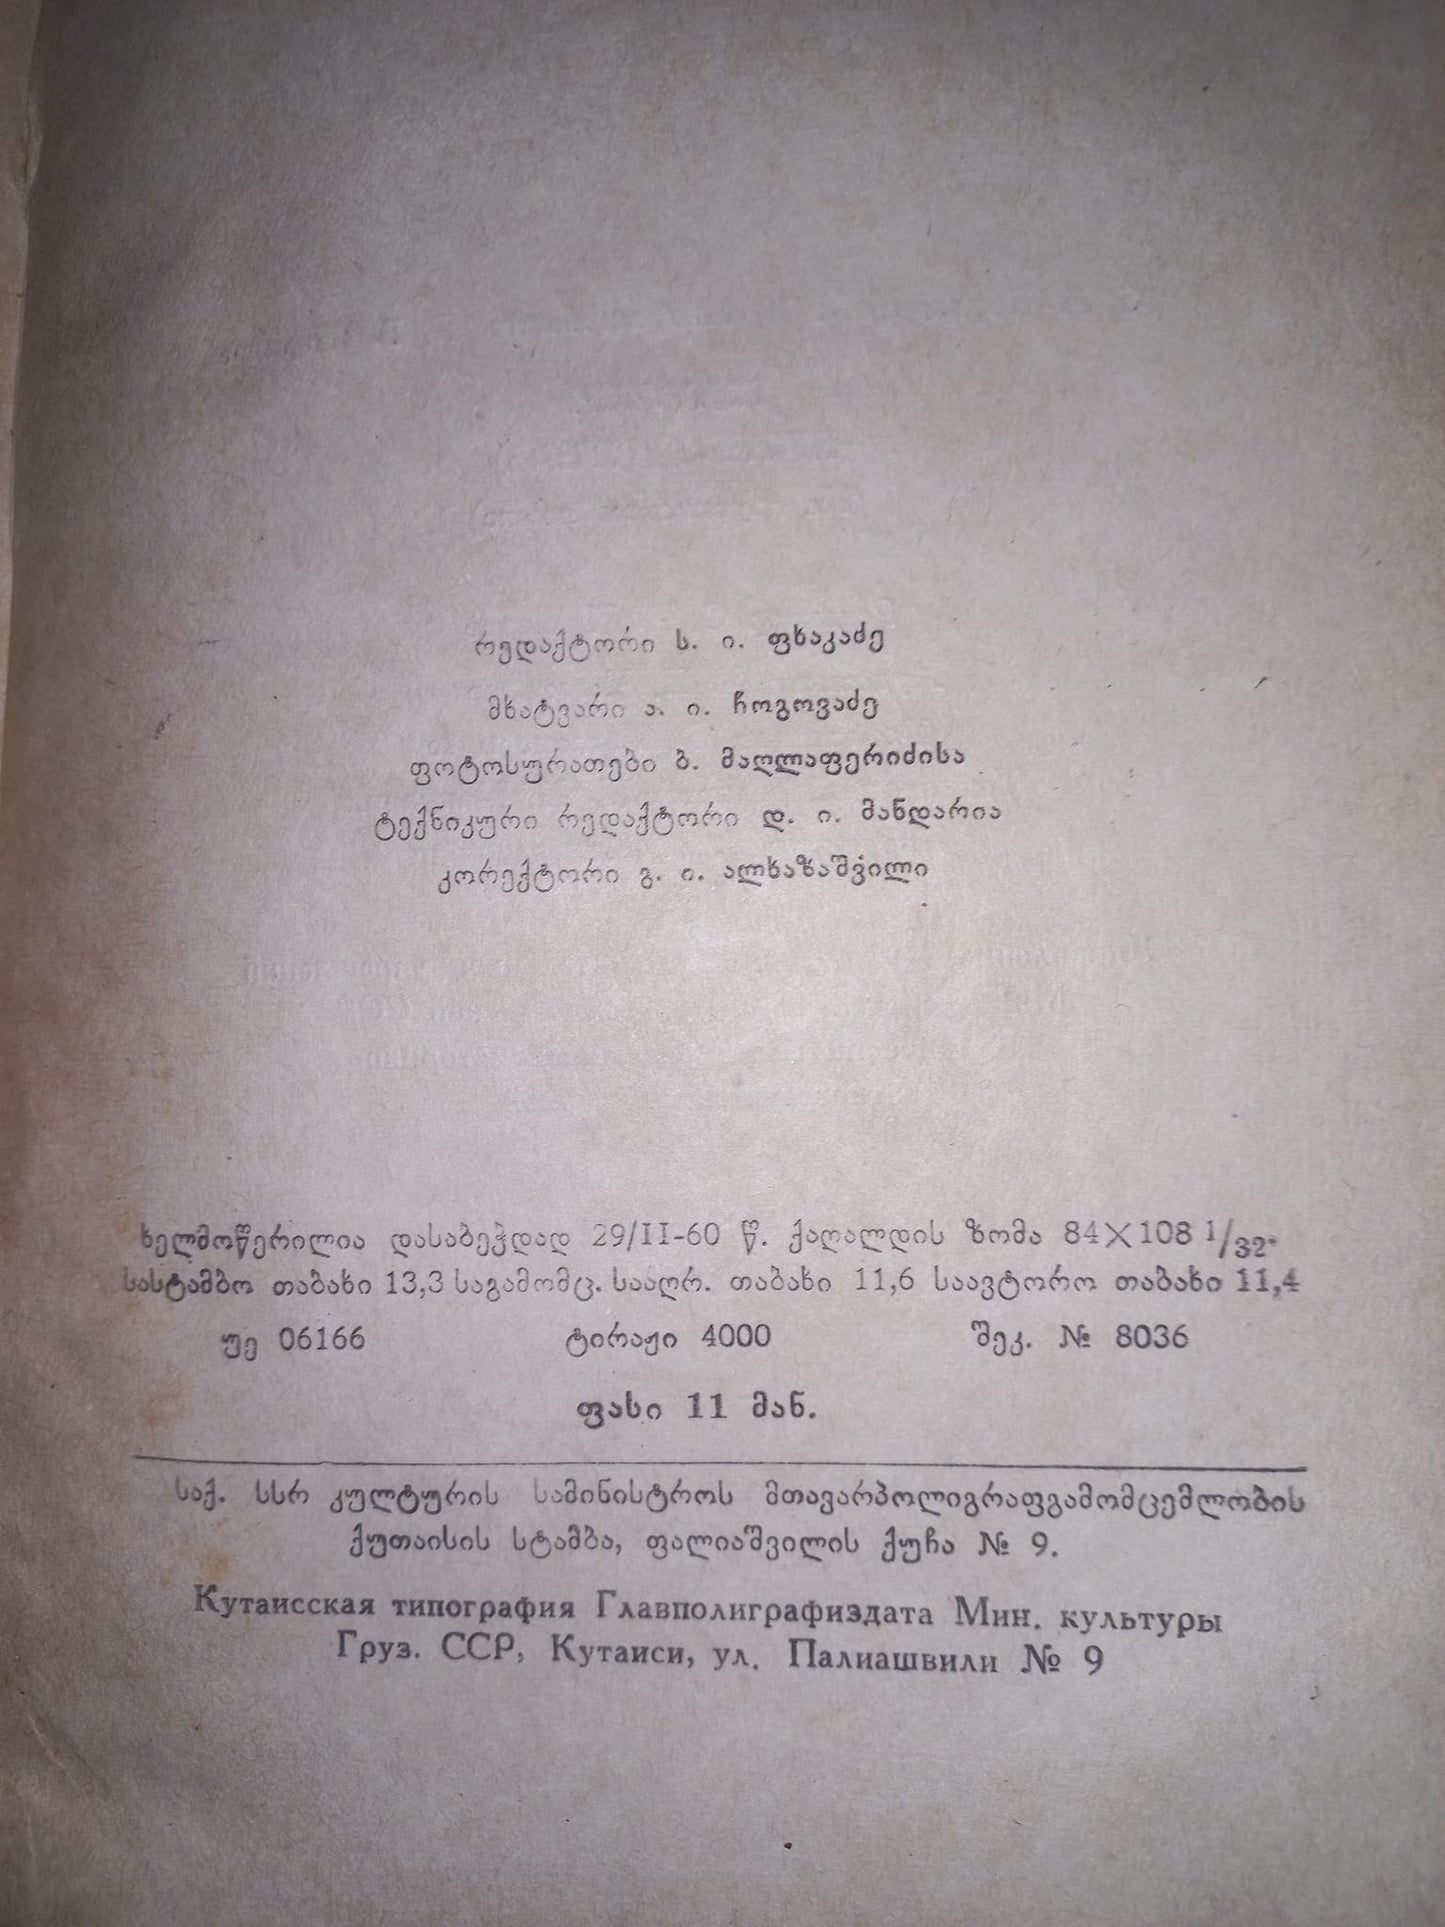 რედაქტორი ს. ი. ფხაკაძე
მხატვარი ა. ი. ჩოგოვაძე
ფოტოსურათები ბ. მაღლაფერიძისა
ტექნიკური რედაქტორი დ. ი. მანდარია
კორექტორი გ. ი. ალხაზაშვილი
ხელმოწერილია დასაბეჭდად 29/II-60 წ. ქაღალდის ზომა 84×108 1/32.
სასტამბო თაბახი 13,3 საგამომც. სააღრ. თაბახი 11,6 საავტორო თაბახი 11,4
უე 06166 ტირაჟი 4000 შეკ. № 8036
ფასი 11 მან.
საქ. სსრ კულტურის სამინისტროს მთავარპოლიგრაფგამომცემლობის
ქუთაისის სტამბა, ფალიაშვილის ქუჩა № 9.
Кутаисская типография Главполиграфиздата Мин. культуры
Груз. ССР, Кутаиси, ул. Палиашвили № 9